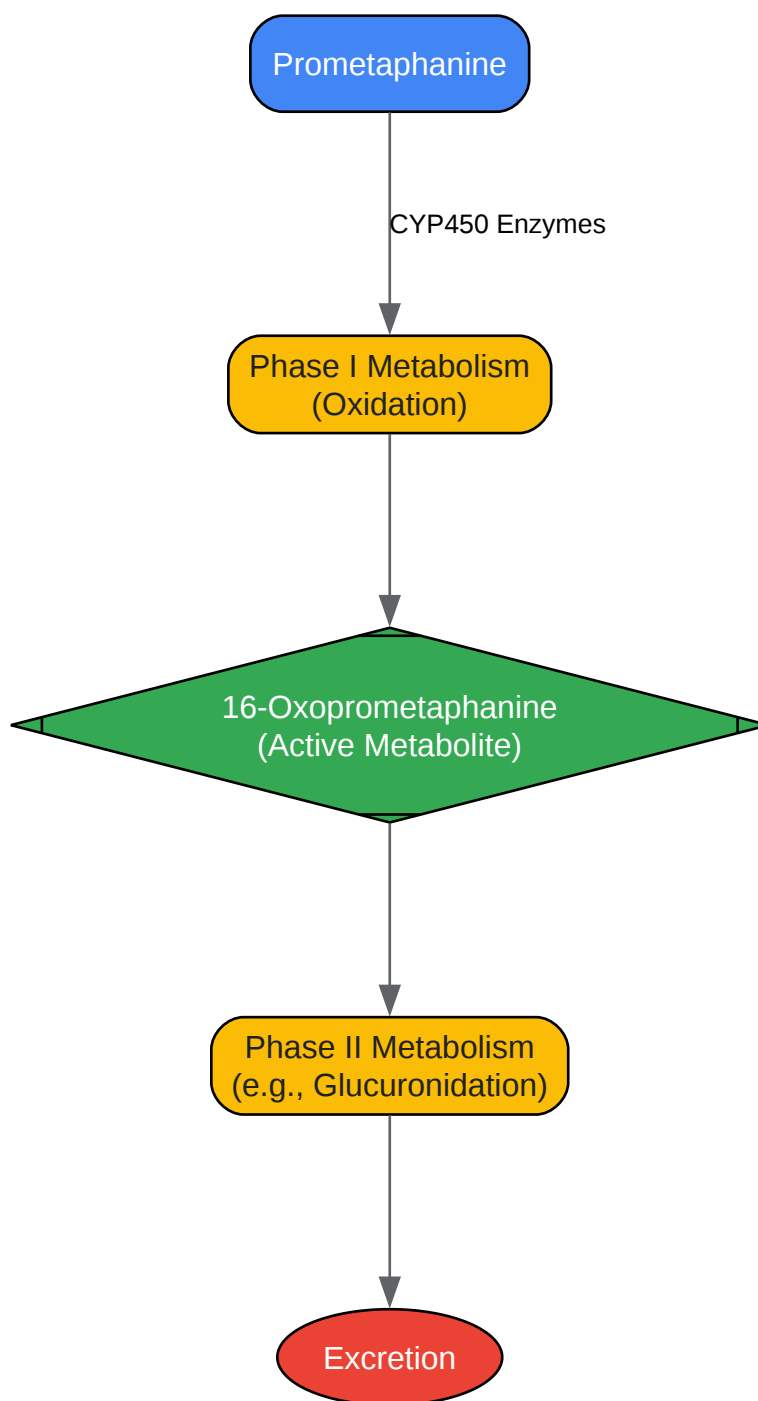 Prometaphanine
CYP450 Enzymes
Phase I Metabolism
(Oxidation)
16-Oxoprometaphanine
(Active Metabolite)
Phase II Metabolism
(e.g., Glucuronidation)
Excretion